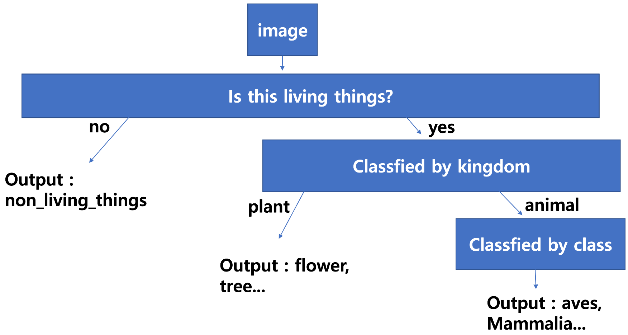 image
Is this living things?
no
yes
Output :
non_living_things
Classfied by kingdom
plant
animal
Output : flower,
tree...
Classfied by class
Output : aves,
Mammalia...